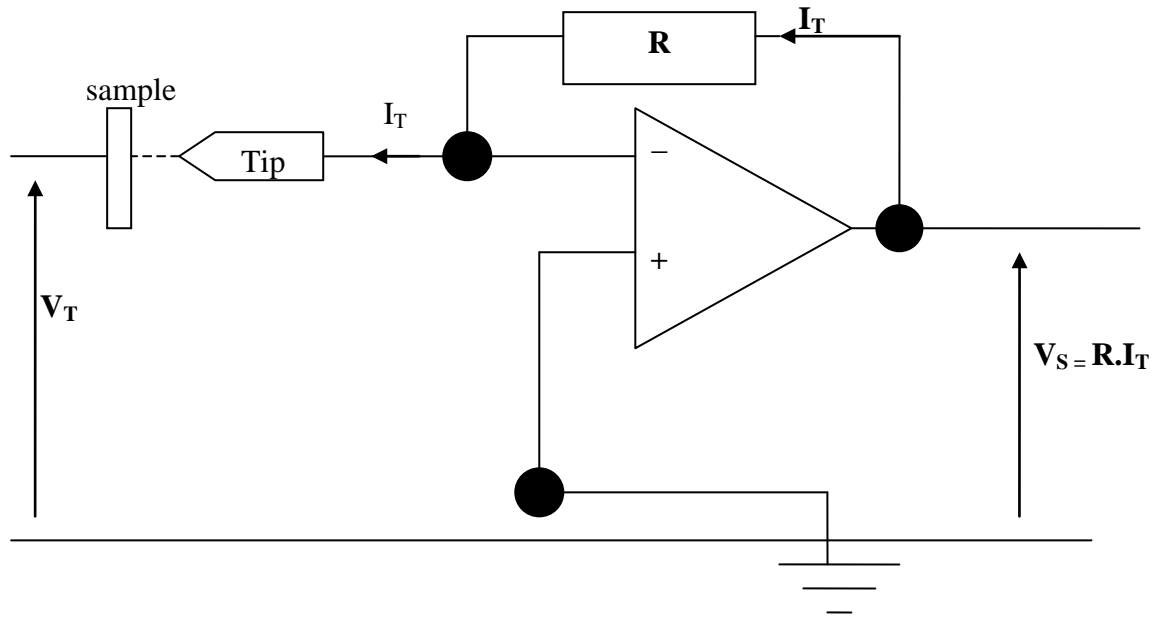 I_T
R
sample
I_T
Tip
−
+
V_T
V_S = R.I_T